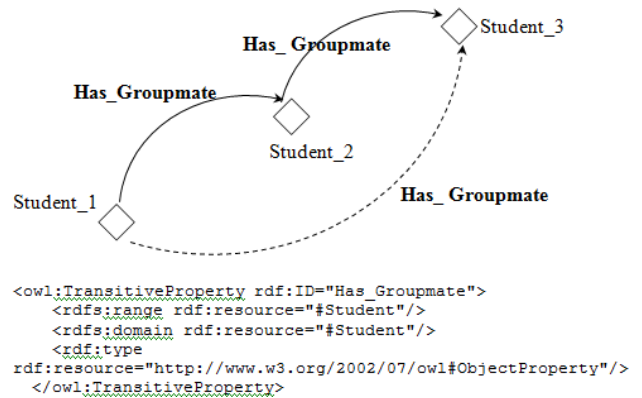 Student_3
Has_ Groupmate
Has_Groupmate
Student_2
Student_1
Has_ Groupmate
<owl:TransitiveProperty rdf:ID="Has_Groupmate">
<rdfs:range rdf:resource="#Student"/>
<rdfs:domain rdf:resource="#Student"/>
<rdf:type
rdf:resource="http://www.w3.org/2002/07/owl#ObjectProperty"/>
</owl:TransitiveProperty>